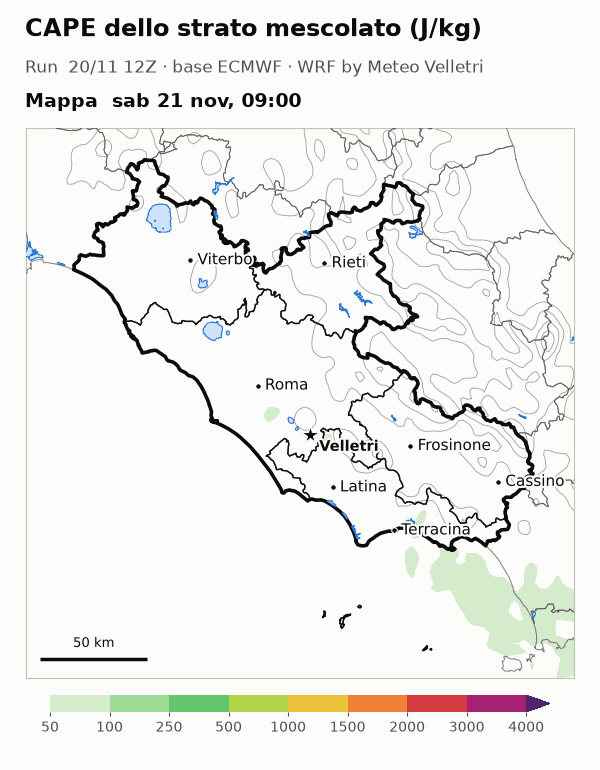 CAPE dello strato mescolato (J/kg)
Run  20/11 12Z · base ECMWF · WRF by Meteo Velletri
Mappa  sab 21 nov, 09:00
Viterbo
Rieti
Roma
Velletri
Frosinone
Cassino
Latina
Terracina
50 km
50 100 250 500 1000 1500 2000 3000 4000